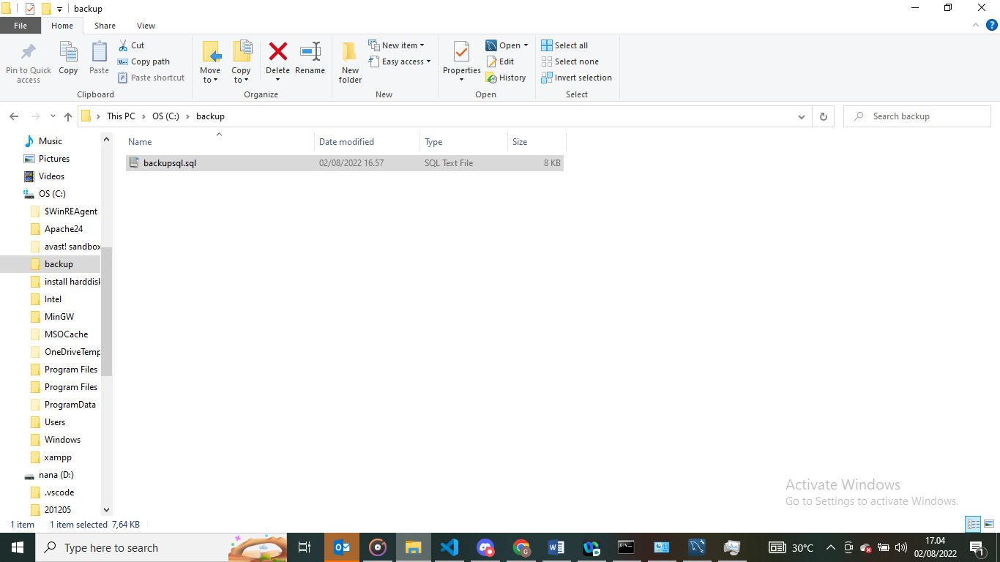 backup
File Home Share View
Pin to Quick access
Copy
Paste
Cut
Copy path
Paste shortcut
Clipboard
Move to
Copy to
Delete
Rename
Organize
New folder
New item
Easy access
New
Properties
Open
Edit
History
Open
Select all
Select none
Invert selection
Select
This PC OS (C:) backup
Search backup
Name Date modified Type Size
backupsql.sql 02/08/2022 16.57 SQL Text File 8 KB
Music
Pictures
Videos
OS (C:)
$WinREAgent
Apache24
avast! sandbox
backup
install harddisk
Intel
MinGW
MSOCache
OneDriveTemp
Program Files
Program Files
ProgramData
Users
Windows
xampp
nana (D:)
.vscode
201205
Activate Windows
Go to Settings to activate Windows.
1 item 1 item selected 7,64 KB
Type here to search
30°C
17.04
02/08/2022
1